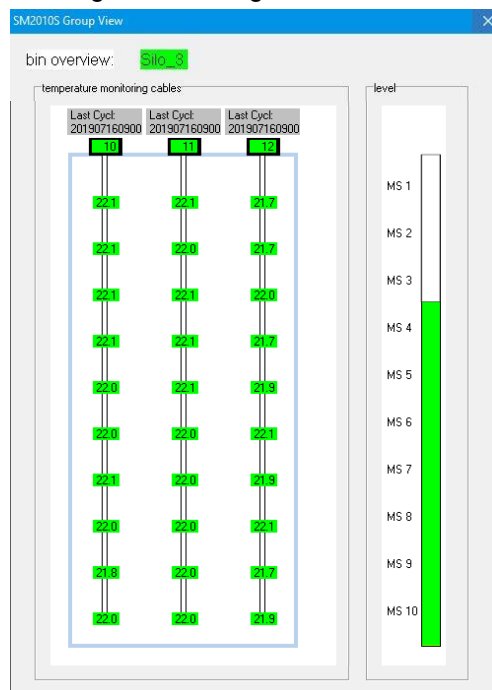 SM2010S Group View
bin overview: Silo_3
temperature monitoring cables
level
Last Cycl: Last Cycl: Last Cycl:
201907160900 201907160900 201907160900
10 11 12
MS 1
22.1 22.1 21.7
MS 2
22.1 22.0 21.7
MS 3
22.1 22.1 22.0
MS 4
22.1 22.1 21.7
MS 5
22.0 22.1 21.9
MS 6
22.0 22.0 22.1
MS 7
22.1 22.0 21.9
MS 8
22.0 22.0 22.1
MS 9
21.8 22.0 21.7
MS 10
22.0 22.0 21.9